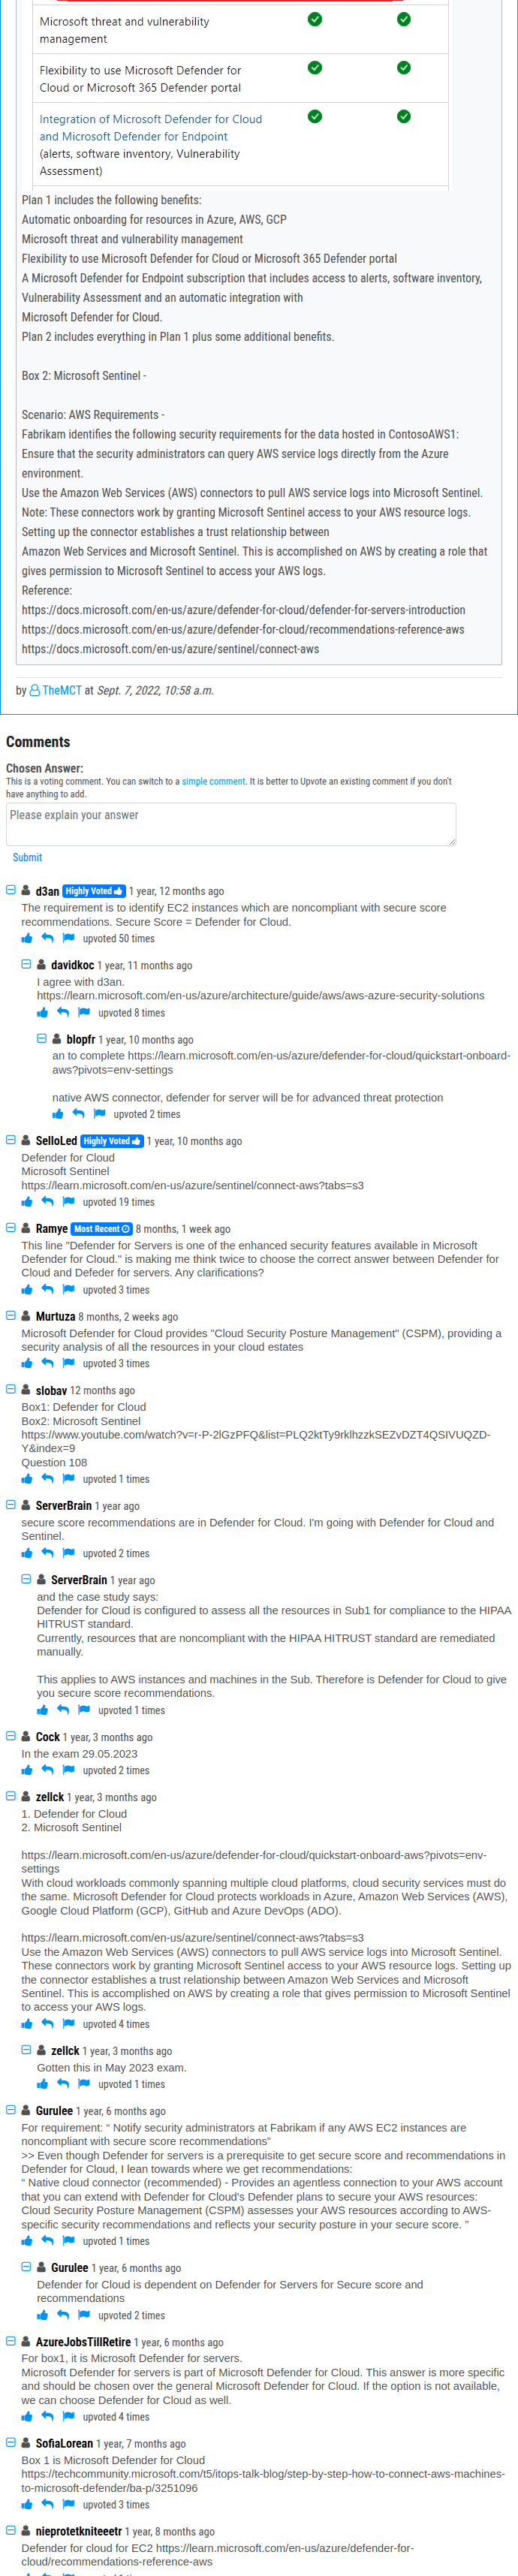 Microsoft threat and vulnerability
management
Flexibility to use Microsoft Defender for
Cloud or Microsoft 365 Defender portal
Integration of Microsoft Defender for Cloud
and Microsoft Defender for Endpoint
(alerts, software inventory, Vulnerability
Assessment)
Plan 1 includes the following benefits:
Automatic onboarding for resources in Azure, AWS, GCP
Microsoft threat and vulnerability management
Flexibility to use Microsoft Defender for Cloud or Microsoft 365 Defender portal
A Microsoft Defender for Endpoint subscription that includes access to alerts, software inventory,
Vulnerability Assessment and an automatic integration with
Microsoft Defender for Cloud.
Plan 2 includes everything in Plan 1 plus some additional benefits.
Box 2: Microsoft Sentinel -
Scenario: AWS Requirements -
Fabrikam identifies the following security requirements for the data hosted in ContosoAWS1:
Ensure that the security administrators can query AWS service logs directly from the Azure
environment.
Use the Amazon Web Services (AWS) connectors to pull AWS service logs into Microsoft Sentinel.
Note: These connectors work by granting Microsoft Sentinel access to your AWS resource logs.
Setting up the connector establishes a trust relationship between
Amazon Web Services and Microsoft Sentinel. This is accomplished on AWS by creating a role that
gives permission to Microsoft Sentinel to access your AWS logs.
Reference:
https://docs.microsoft.com/en-us/azure/defender-for-cloud/defender-for-servers-introduction
https://docs.microsoft.com/en-us/azure/defender-for-cloud/recommendations-reference-aws
https://docs.microsoft.com/en-us/azure/sentinel/connect-aws
by TheMCT at Sept. 7, 2022, 10:58 a.m.
Comments
Chosen Answer:
This is a voting comment. You can switch to a simple comment. It is better to Upvote an existing comment if you don't
have anything to add.
Please explain your answer
Submit
d3an Highly Voted 1 year, 12 months ago
The requirement is to identify EC2 instances which are noncompliant with secure score
recommendations. Secure Score = Defender for Cloud.
upvoted 50 times
davidkoc 1 year, 11 months ago
I agree with d3an.
https://learn.microsoft.com/en-us/azure/architecture/guide/aws/aws-azure-security-solutions
upvoted 8 times
blopfr 1 year, 10 months ago
an to complete https://learn.microsoft.com/en-us/azure/defender-for-cloud/quickstart-onboard-
aws?pivots=env-settings
native AWS connector, defender for server will be for advanced threat protection
upvoted 2 times
SelloLed Highly Voted 1 year, 10 months ago
Defender for Cloud
Microsoft Sentinel
https://learn.microsoft.com/en-us/azure/sentinel/connect-aws?tabs=s3
upvoted 19 times
Ramye Most Recent 8 months, 1 week ago
This line "Defender for Servers is one of the enhanced security features available in Microsoft
Defender for Cloud." is making me think twice to choose the correct answer between Defender for
Cloud and Defeder for servers. Any clarifications?
upvoted 3 times
Murtuza 8 months, 2 weeks ago
Microsoft Defender for Cloud provides "Cloud Security Posture Management" (CSPM), providing a
security analysis of all the resources in your cloud estates
upvoted 3 times
slobav 12 months ago
Box1: Defender for Cloud
Box2: Microsoft Sentinel
https://www.youtube.com/watch?v=r-P-2lGzPFQ&list=PLQ2ktTy9rklhzzkSEZvDZT4QSIVUQZD-
Y&index=9
Question 108
upvoted 1 times
ServerBrain 1 year ago
secure score recommendations are in Defender for Cloud. I'm going with Defender for Cloud and
Sentinel.
upvoted 2 times
ServerBrain 1 year ago
and the case study says:
Defender for Cloud is configured to assess all the resources in Sub1 for compliance to the HIPAA
HITRUST standard.
Currently, resources that are noncompliant with the HIPAA HITRUST standard are remediated
manually.
This applies to AWS instances and machines in the Sub. Therefore is Defender for Cloud to give
you secure score recommendations.
upvoted 1 times
Cock 1 year, 3 months ago
In the exam 29.05.2023
upvoted 2 times
zellck 1 year, 3 months ago
1. Defender for Cloud
2. Microsoft Sentinel
https://learn.microsoft.com/en-us/azure/defender-for-cloud/quickstart-onboard-aws?pivots=env-
settings
With cloud workloads commonly spanning multiple cloud platforms, cloud security services must do
the same. Microsoft Defender for Cloud protects workloads in Azure, Amazon Web Services (AWS),
Google Cloud Platform (GCP), GitHub and Azure DevOps (ADO).
https://learn.microsoft.com/en-us/azure/sentinel/connect-aws?tabs=s3
Use the Amazon Web Services (AWS) connectors to pull AWS service logs into Microsoft Sentinel.
These connectors work by granting Microsoft Sentinel access to your AWS resource logs. Setting up
the connector establishes a trust relationship between Amazon Web Services and Microsoft
Sentinel. This is accomplished on AWS by creating a role that gives permission to Microsoft Sentinel
to access your AWS logs.
upvoted 4 times
zellck 1 year, 3 months ago
Gotten this in May 2023 exam.
upvoted 1 times
Gurulee 1 year, 6 months ago
For requirement: “ Notify security administrators at Fabrikam if any AWS EC2 instances are
noncompliant with secure score recommendations”
>> Even though Defender for servers is a prerequisite to get secure score and recommendations in
Defender for Cloud, I lean towards where we get recommendations:
“ Native cloud connector (recommended) - Provides an agentless connection to your AWS account
that you can extend with Defender for Cloud's Defender plans to secure your AWS resources:
Cloud Security Posture Management (CSPM) assesses your AWS resources according to AWS-
specific security recommendations and reflects your security posture in your secure score. ”
upvoted 1 times
Gurulee 1 year, 6 months ago
Defender for Cloud is dependent on Defender for Servers for Secure score and
recommendations
upvoted 2 times
AzureJobsTillRetire 1 year, 6 months ago
For box1, it is Microsoft Defender for servers.
Microsoft Defender for servers is part of Microsoft Defender for Cloud. This answer is more specific
and should be chosen over the general Microsoft Defender for Cloud. If the option is not available,
we can choose Defender for Cloud as well.
upvoted 4 times
SofiaLorean 1 year, 7 months ago
Box 1 is Microsoft Defender for Cloud
https://techcommunity.microsoft.com/t5/itops-talk-blog/step-by-step-how-to-connect-aws-machines-
to-microsoft-defender/ba-p/3251096
upvoted 3 times
nieprotetkniteeetr 1 year, 8 months ago
Defender for cloud for EC2 https://learn.microsoft.com/en-us/azure/defender-for-
cloud/recommendations-reference-aws